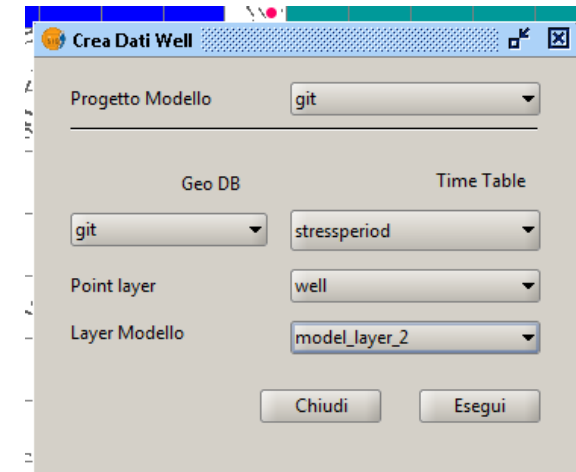 Crea Dati Well
Progetto Modello git
Geo DB Time Table
git stressperiod
Point layer well
Layer Modello model_layer_2
Chiudi Esegui